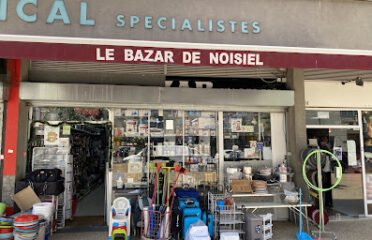 ICAL SPECIALISTES
LE BAZAR DE NOISIEL